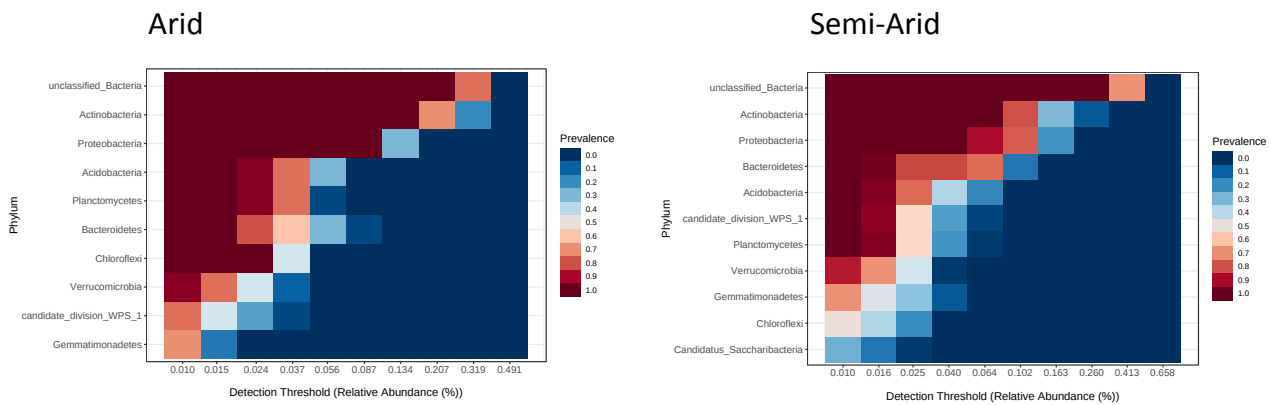 Arid
Phylum
unclassified_Bacteria
Actinobacteria
Proteobacteria
Acidobacteria
Planctomycetes
Bacteroidetes
Chloroflexi
Verrucomicrobia
candidate_division_WPS_1
Gemmatimonadetes
0.010 0.015 0.024 0.037 0.056 0.087 0.134 0.207 0.319 0.491
Detection Threshold (Relative Abundance (%))
Prevalence
0.0
0.1
0.2
0.3
0.4
0.5
0.6
0.7
0.8
0.9
1.0
Semi-Arid
Phylum
unclassified_Bacteria
Actinobacteria
Proteobacteria
Bacteroidetes
Acidobacteria
candidate_division_WPS_1
Planctomycetes
Verrucomicrobia
Gemmatimonadetes
Chloroflexi
Candidatus_Saccharibacteria
0.010 0.016 0.025 0.040 0.064 0.102 0.163 0.260 0.413 0.658
Detection Threshold (Relative Abundance (%))
Prevalence
0.0
0.1
0.2
0.3
0.4
0.5
0.6
0.7
0.8
0.9
1.0